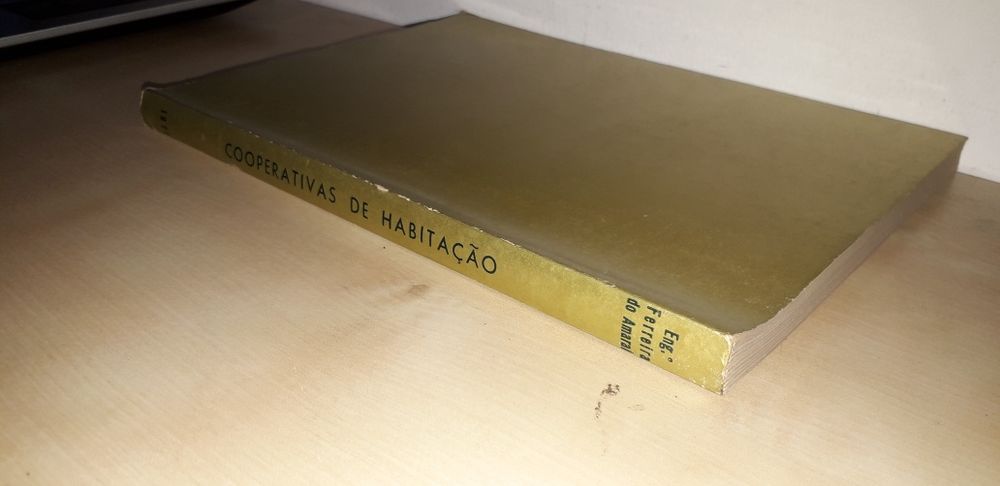 COOPERATIVAS DE HABITAÇÃO
Eng.º
Ferreira
do Amaral